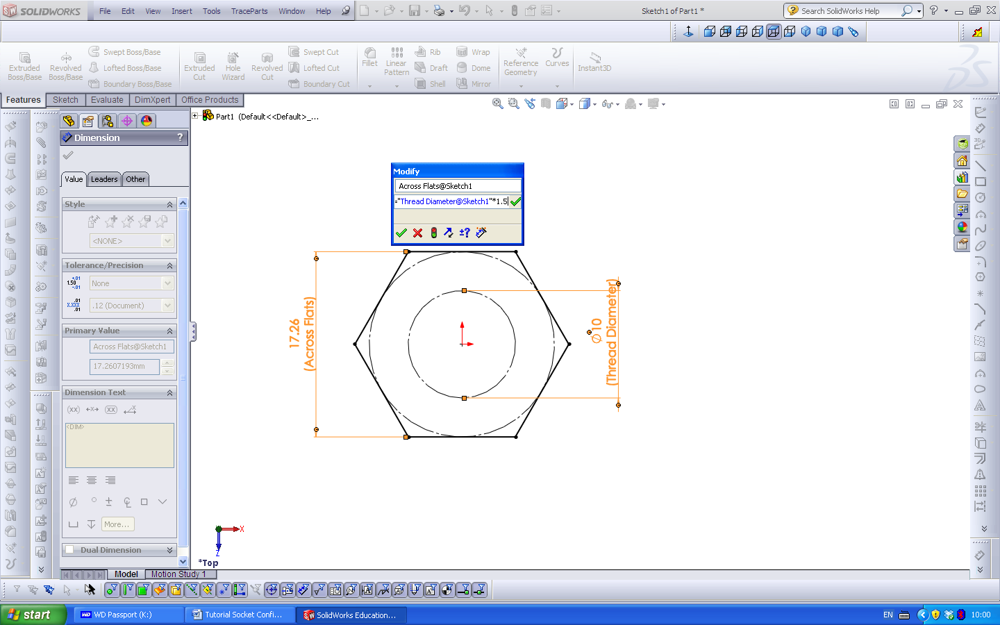 SOLIDWORKS
File Edit View Insert Tools TraceParts Window Help
Sketch1 of Part1 *
Search SolidWorks Help
Extruded Boss/Base
Revolved Boss/Base
Swept Boss/Base
Lofted Boss/Base
Boundary Boss/Base
Extruded Cut
Hole Wizard
Revolved Cut
Swept Cut
Lofted Cut
Boundary Cut
Fillet
Linear Pattern
Rib
Draft
Shell
Wrap
Dome
Mirror
Reference Geometry
Curves
Instant3D
Features Sketch Evaluate DimXpert Office Products
Part1 (Default<<Default>_...
Dimension ?
Value Leaders Other
Style
<NONE>
Tolerance/Precision
1.50 +.01 -.01
None
X.XXX .01 .01
.12 (Document)
Primary Value
Across Flats@Sketch1
17.2607193mm
Dimension Text
(xx)
<DIM>
More...
Dual Dimension
Modify
Across Flats@Sketch1
="Thread Diameter@Sketch1"*1.5
±?
17.26
(Across Flats)
∅10
(Thread Diameter)
X
Z
*Top
Model Motion Study 1
start
WD Passport (K:)
Tutorial Socket Confi...
SolidWorks Education...
EN
10:00